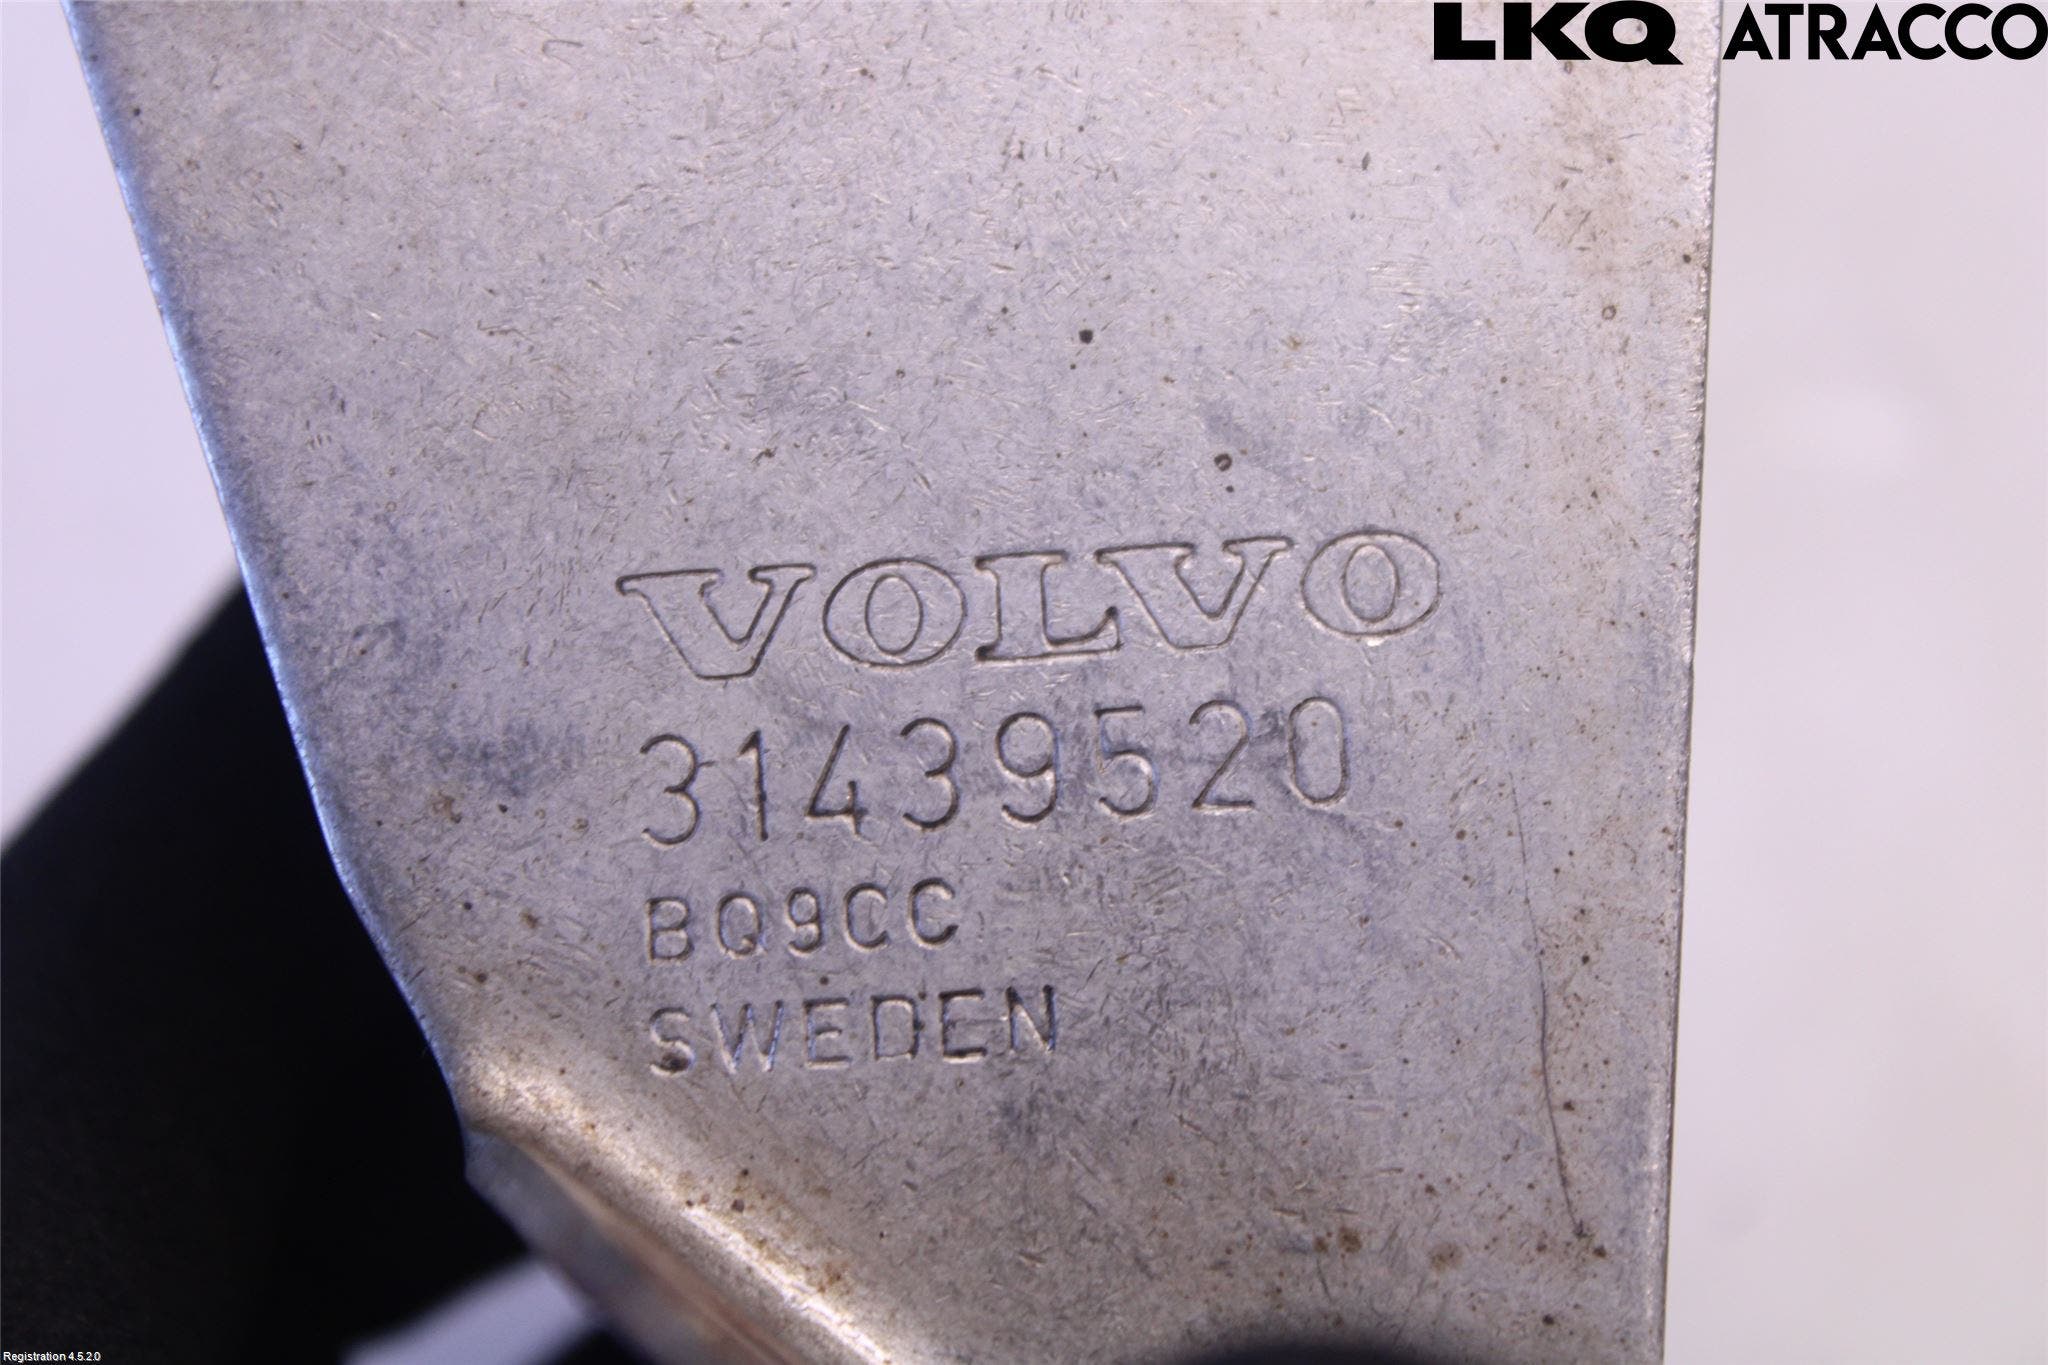 LKQ ATRACCO
VOLVO
31439520
BQ9CC
SWEDEN
Registration 4.5.2.0